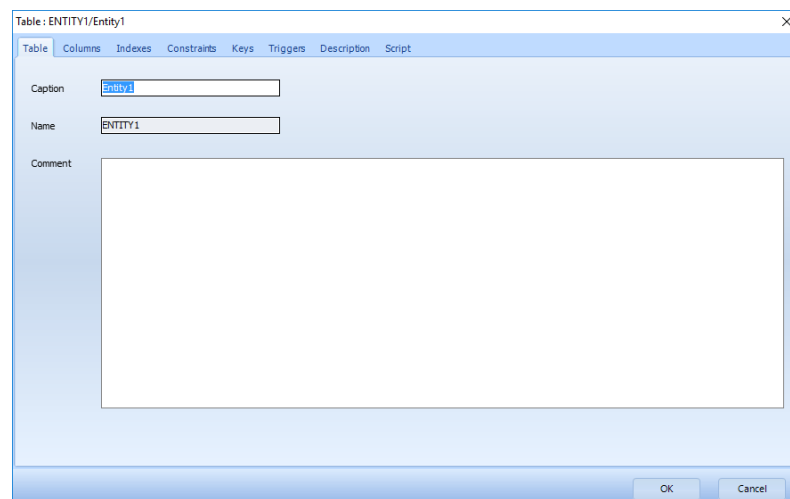 Table : ENTITY1/Entity1
Table Columns Indexes Constraints Keys Triggers Description Script
Caption Entity1
Name ENTITY1
Comment
OK Cancel